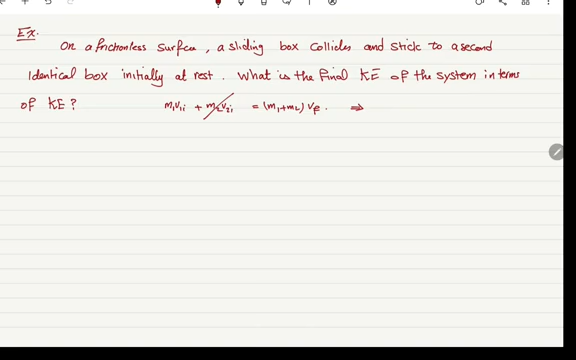 Ex.
On a frictionless surface, a sliding box collides and stick to a second
identical box initially at rest. What is the final KE of the system in terms
of KE? m₁v₁ᵢ + m₂v₂ᵢ = (m₁+m₂) v_f. ⇒